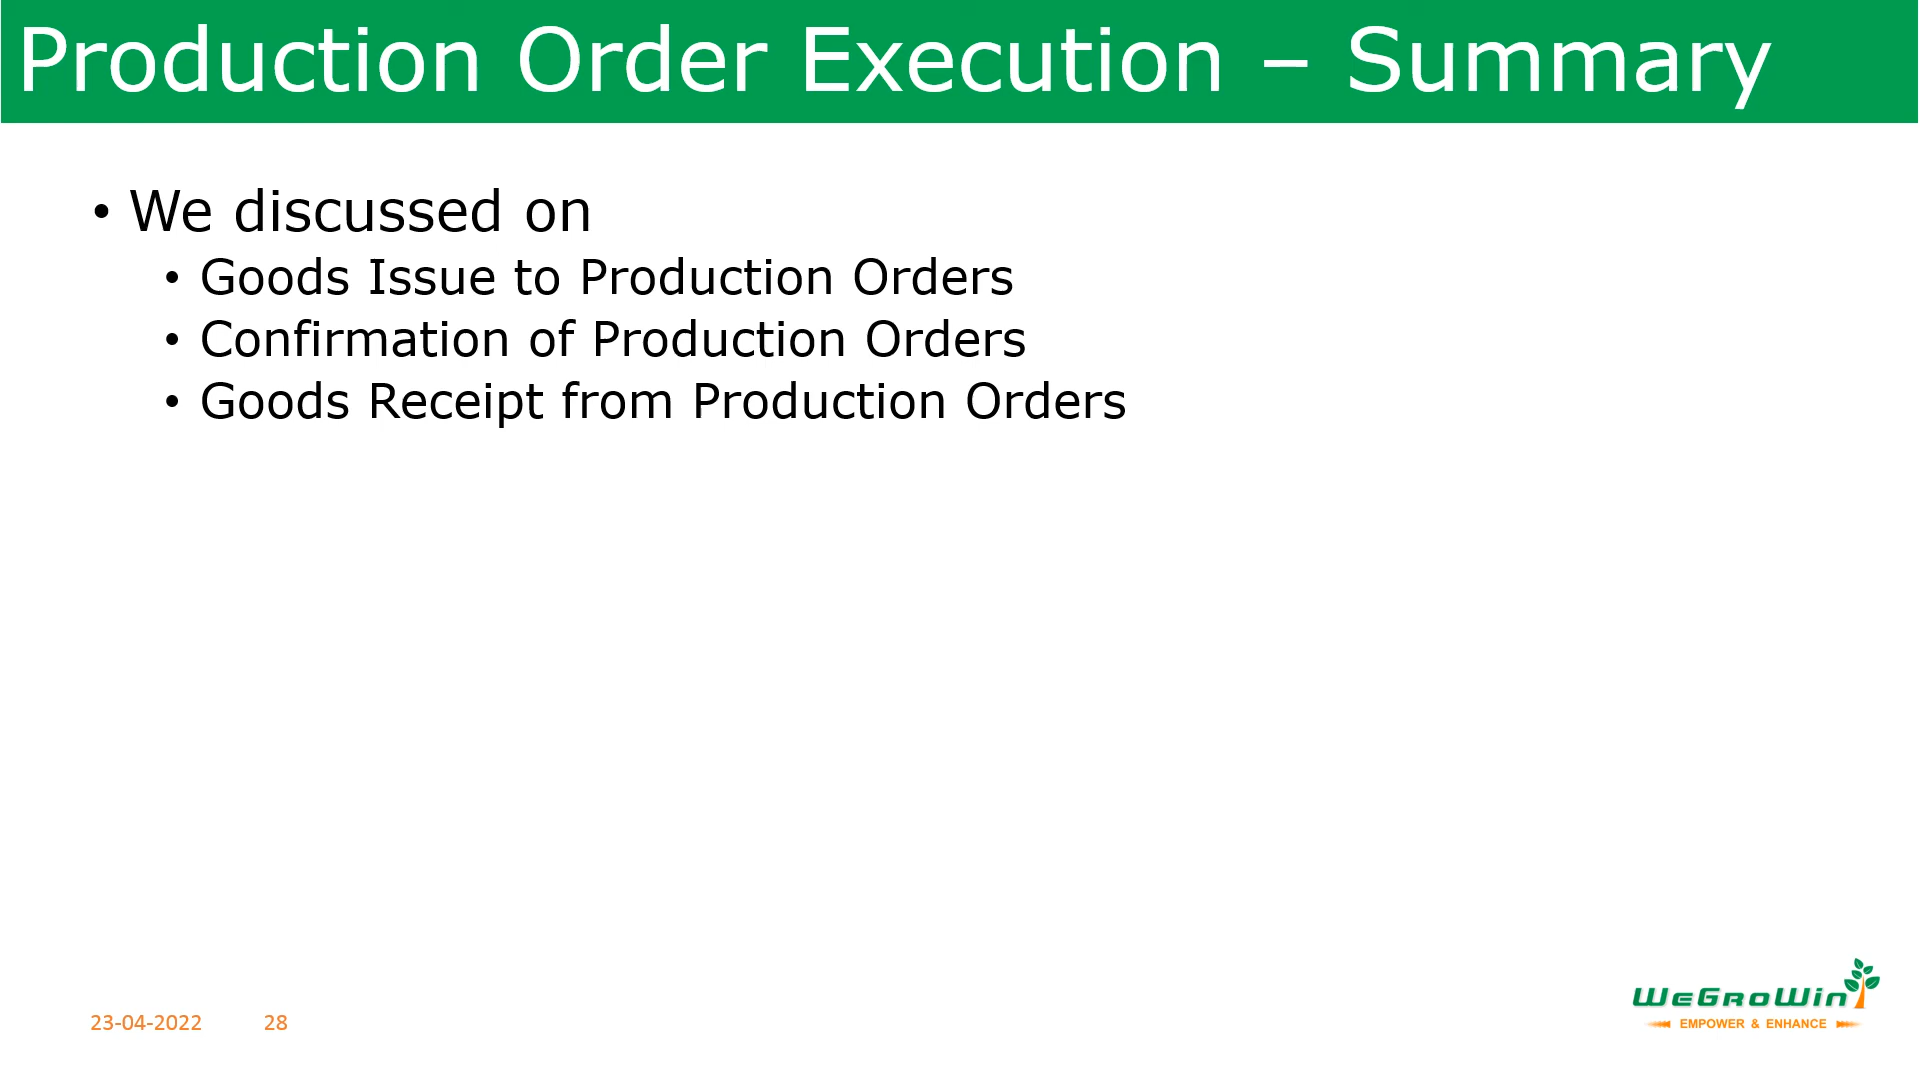 Production Order Execution – Summary
• We discussed on
• Goods Issue to Production Orders
• Confirmation of Production Orders
• Goods Receipt from Production Orders
23-04-2022 28
WeGroWin
EMPOWER & ENHANCE